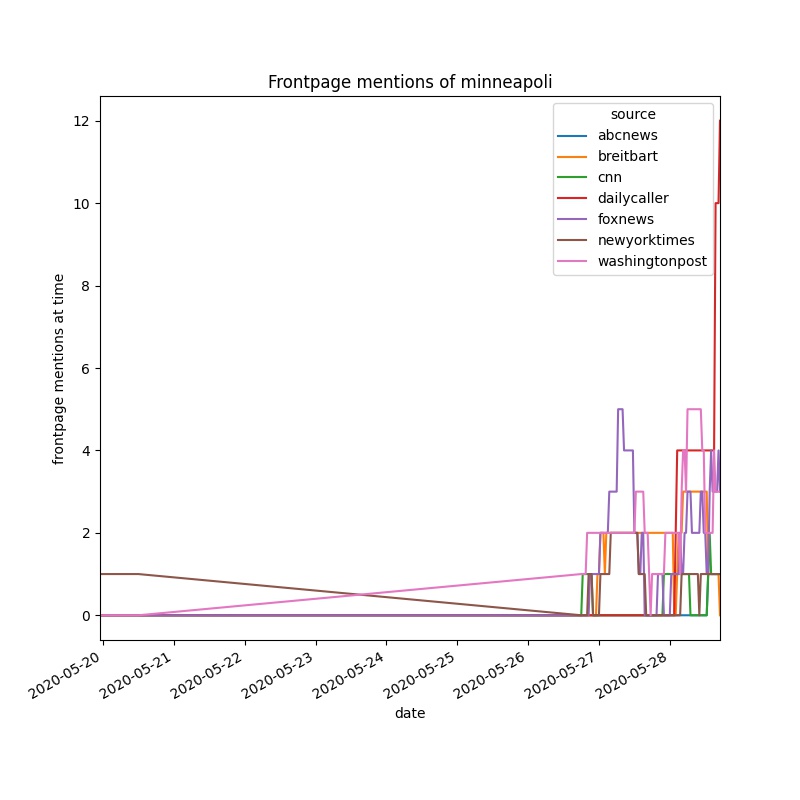 Frontpage mentions of minneapoli
source
abcnews
breitbart
cnn
dailycaller
foxnews
newyorktimes
washingtonpost
frontpage mentions at time
12
10
8
6
4
2
0
2020-05-20
2020-05-21
2020-05-22
2020-05-23
2020-05-24
2020-05-25
2020-05-26
2020-05-27
2020-05-28
date